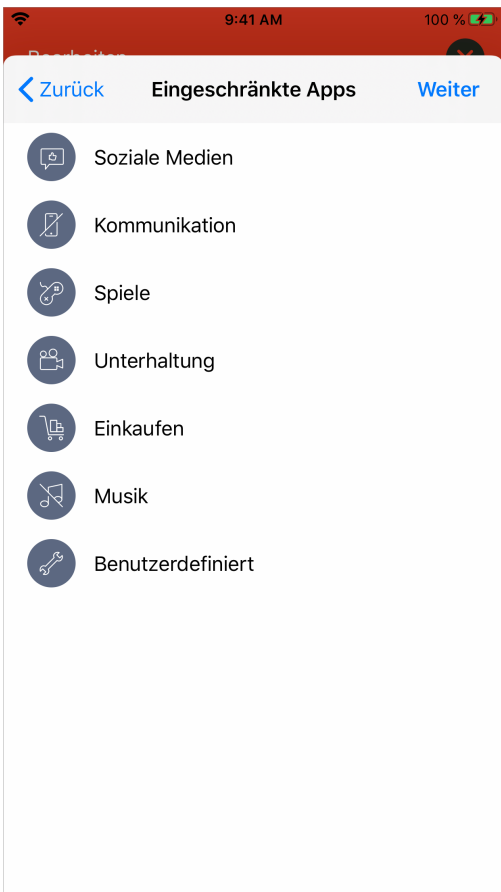 9:41 AM
100 %
Zurück
Eingeschränkte Apps
Weiter
Soziale Medien
Kommunikation
Spiele
Unterhaltung
Einkaufen
Musik
Benutzerdefiniert